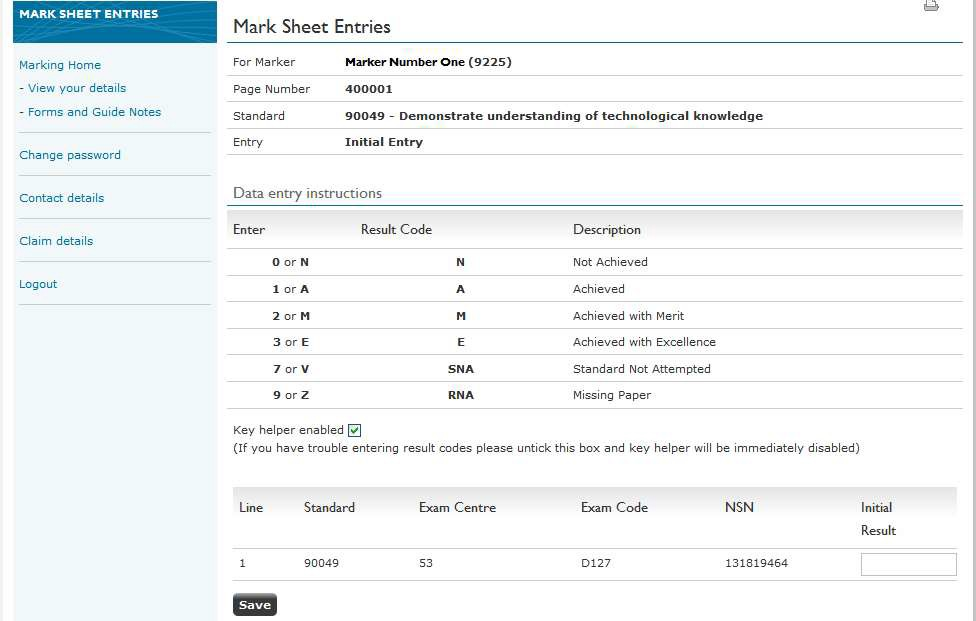 MARK SHEET ENTRIES
Marking Home
- View your details
- Forms and Guide Notes
Change password
Contact details
Claim details
Logout
Mark Sheet Entries
For Marker Marker Number One (9225)
Page Number 400001
Standard 90049 - Demonstrate understanding of technological knowledge
Entry Initial Entry
Data entry instructions
Enter Result Code Description
0 or N N Not Achieved
1 or A A Achieved
2 or M M Achieved with Merit
3 or E E Achieved with Excellence
7 or V SNA Standard Not Attempted
9 or Z RNA Missing Paper
Key helper enabled
(If you have trouble entering result codes please untick this box and key helper will be immediately disabled)
Line Standard Exam Centre Exam Code NSN Initial
Result
1 90049 53 D127 131819464
Save